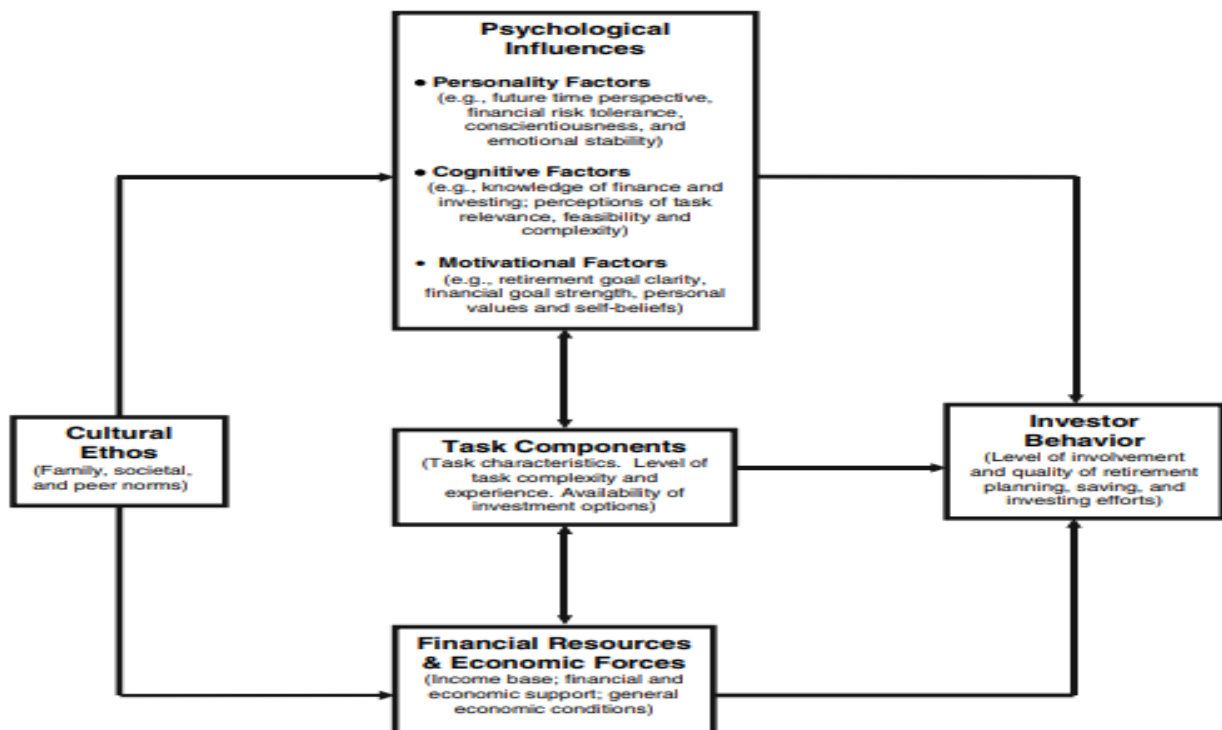 Psychological
Influences
● Personality Factors
(e.g., future time perspective,
financial risk tolerance,
conscientiousness, and
emotional stability)
● Cognitive Factors
(e.g., knowledge of finance and
investing; perceptions of task
relevance, feasibility and
complexity)
• Motivational Factors
(e.g., retirement goal clarity,
financial goal strength, personal
values and self-beliefs)
Cultural
Ethos
(Family, societal,
and peer norms)
Task Components
(Task characteristics. Level of
task complexity and
experience. Availability of
investment options)
Investor
Behavior
(Level of involvement
and quality of retirement
planning, saving, and
investing efforts)
Financial Resources
& Economic Forces
(Income base; financial and
economic support; general
economic conditions)